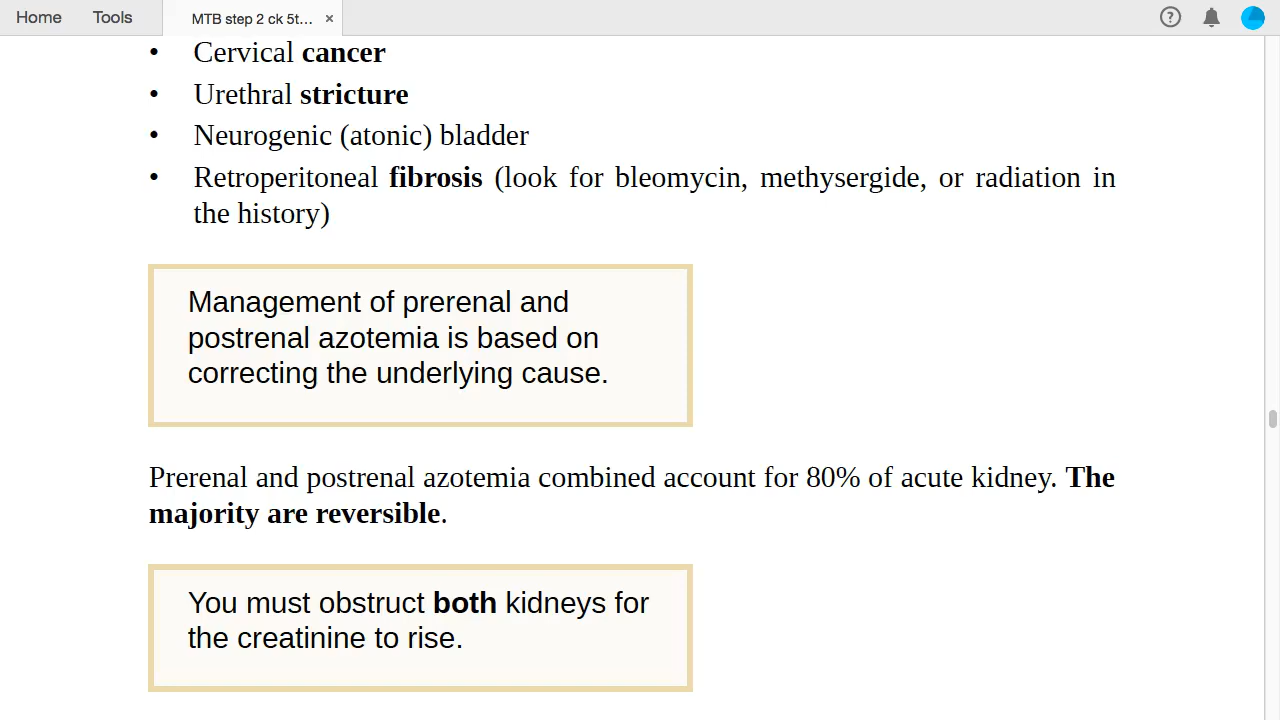 Home Tools MTB step 2 ck 5t... ×
• Cervical cancer
• Urethral stricture
• Neurogenic (atonic) bladder
• Retroperitoneal fibrosis (look for bleomycin, methysergide, or radiation in
the history)
Management of prerenal and
postrenal azotemia is based on
correcting the underlying cause.
Prerenal and postrenal azotemia combined account for 80% of acute kidney. The
majority are reversible.
You must obstruct both kidneys for
the creatinine to rise.